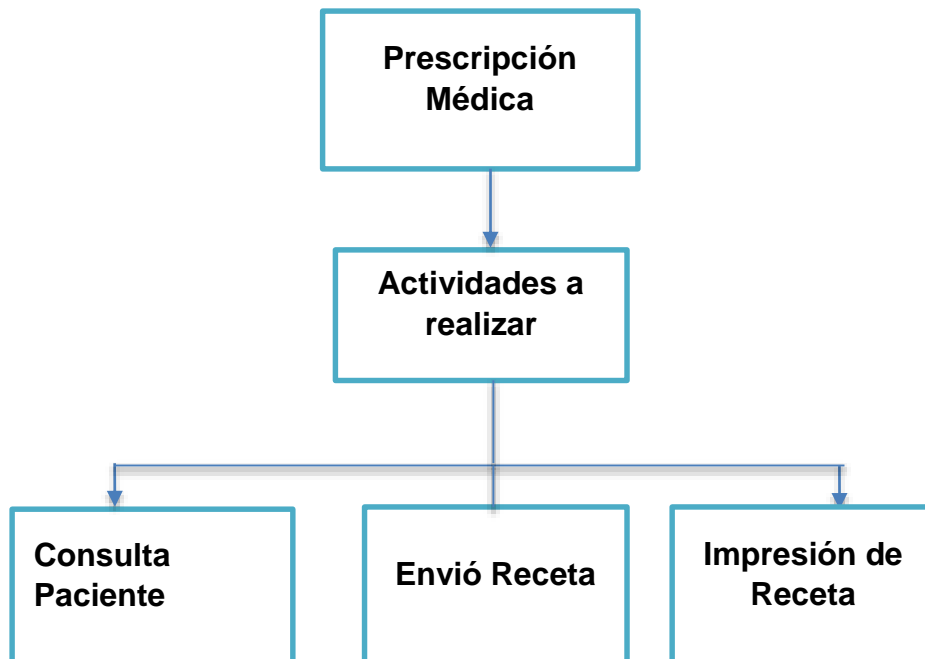 Prescripción
Médica
Actividades a
realizar
Consulta
Paciente
Envió Receta
Impresión de
Receta